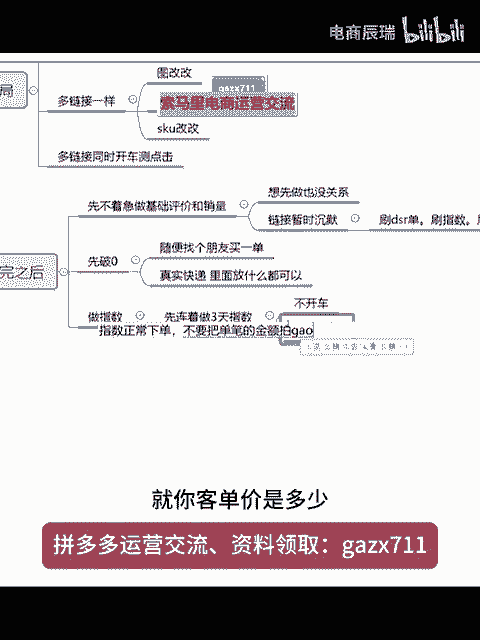 电商辰瑞 bilibili
局
图改改
gazx711
多链接一样
索马里电商运营交流
sku改改
多链接同时开车测点击
想先做也没关系
先不着急做基础评价和销量
链接暂时沉默
刷dsr单。刷指数。
随便找个朋友买一单
完之后
先破0
真实快递 里面放什么都可以
不开车
做指数
先连着做3天指数
指数正常下单，不要把单笔的金额拍gao
就你客单价是多少
拼多多运营交流、资料领取：gazx711